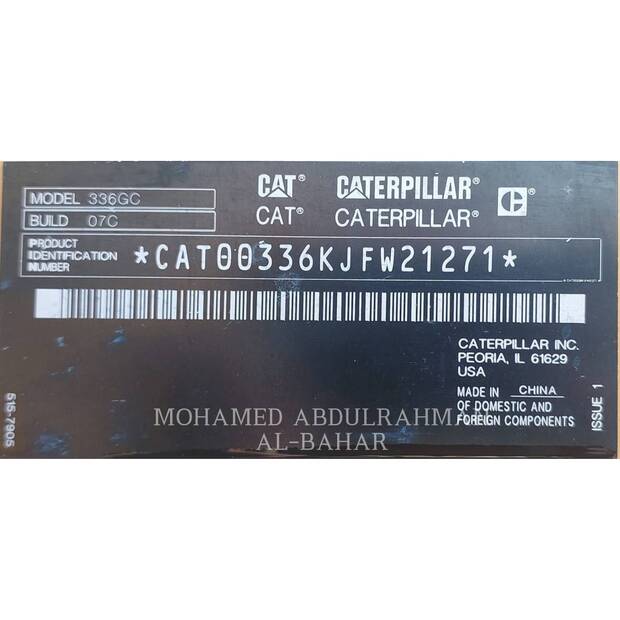 MODEL 336GC
BUILD 07C
CAT® CATERPILLAR®
CAT® CATERPILLAR®
C
PRODUCT
IDENTIFICATION
NUMBER
*CAT00336KJFW21271*
CATERPILLAR INC.
PEORIA, IL 61629
USA
MADE IN CHINA
OF DOMESTIC AND
FOREIGN COMPONENTS
ISSUE 1
515-7905
MOHAMED ABDULRAHM
AL-BAHAR